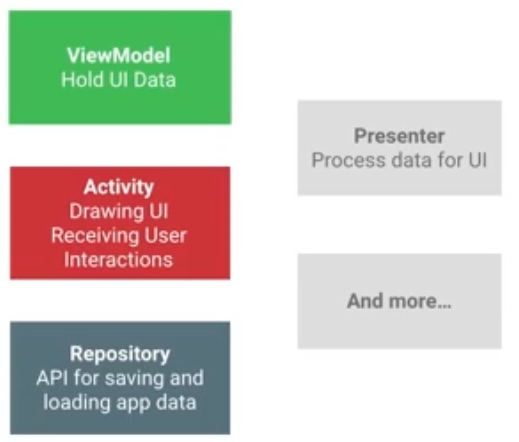 ViewModel
Hold UI Data
Activity
Drawing UI
Receiving User
Interactions
Repository
API for saving and
loading app data
Presenter
Process data for UI
And more...